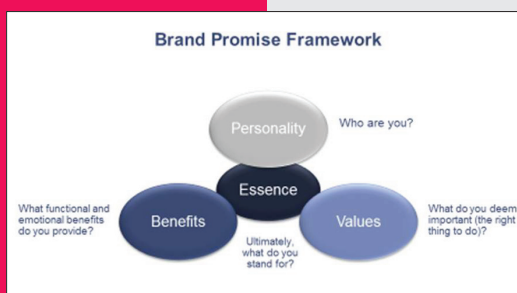 Brand Promise Framework
Personality
Who are you?
Essence
What functional and
emotional benefits
do you provide?
Benefits
Values
What do you deem
important (the right
thing to do)?
Ultimately,
what do you
stand for?